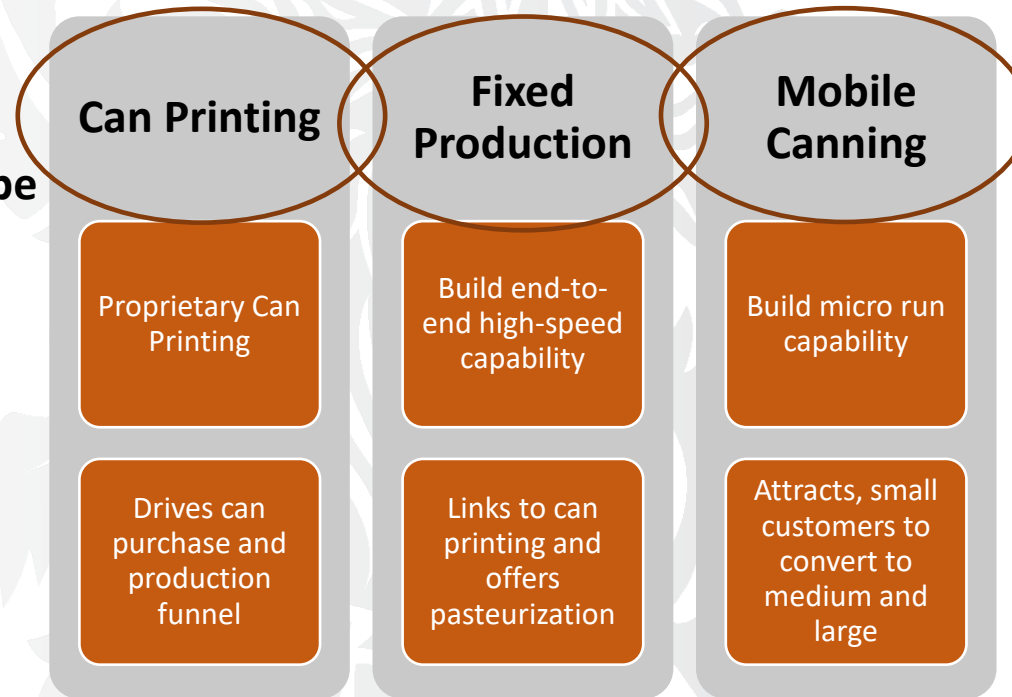 Can Printing
Fixed
Production
Mobile
Canning
Proprietary Can
Printing
Build end-to-
end high-speed
capability
Build micro run
capability
Drives can
purchase and
production
funnel
Links to can
printing and
offers
pasteurization
Attracts, small
customers to
convert to
medium and
large